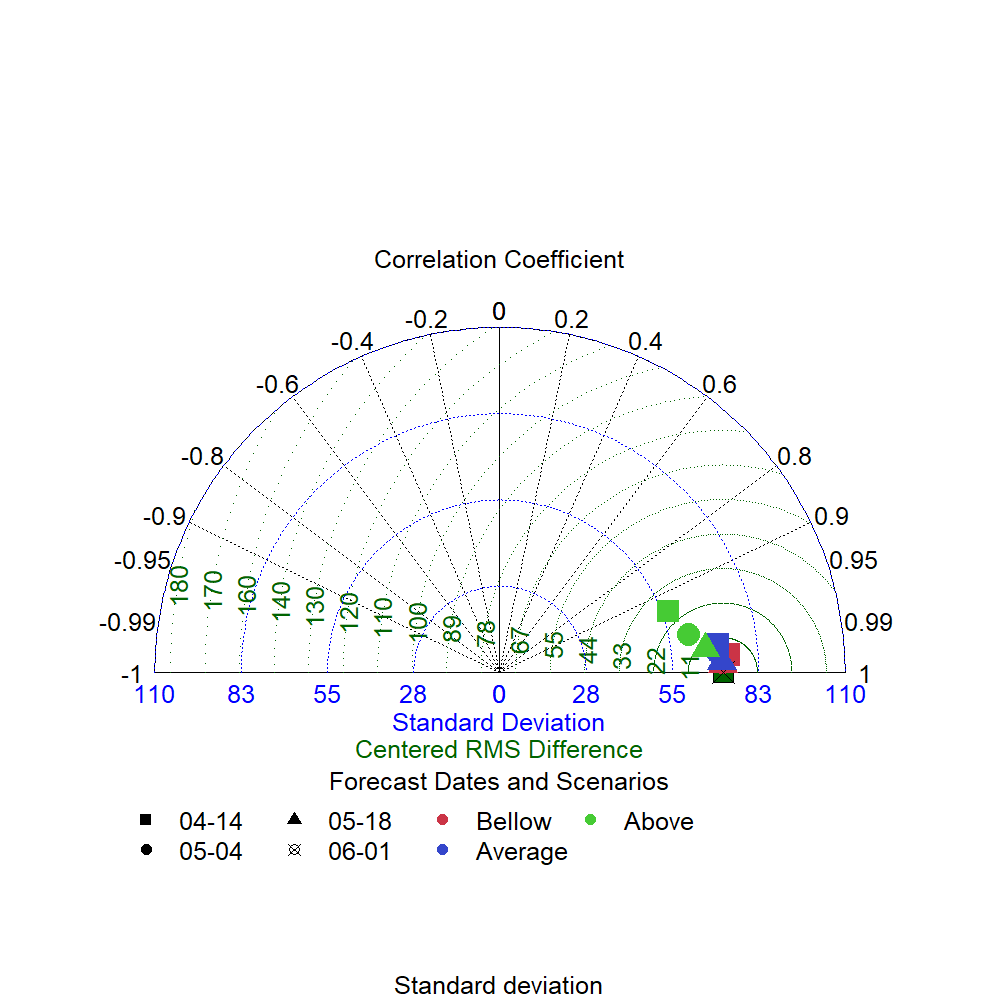 Correlation Coefficient
0
-0.2 0.2
-0.4 0.4
-0.6 0.6
-0.8 0.8
-0.9 0.9
-0.95 0.95
-0.99 0.99
-1 1
180 170 160 140 130 120 110 100 89 78 67 55 44 33 22 11
110 83 55 28 0 28 55 83 110
Standard Deviation
Centered RMS Difference
Forecast Dates and Scenarios
04-14 05-18 Bellow Above
05-04 06-01 Average
Standard deviation